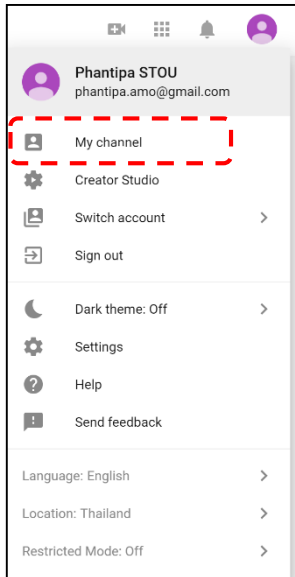 Phantipa STOU
phantipa.amo@gmail.com
My channel
Creator Studio
Switch account
Sign out
Dark theme: Off
Settings
Help
Send feedback
Language: English
Location: Thailand
Restricted Mode: Off